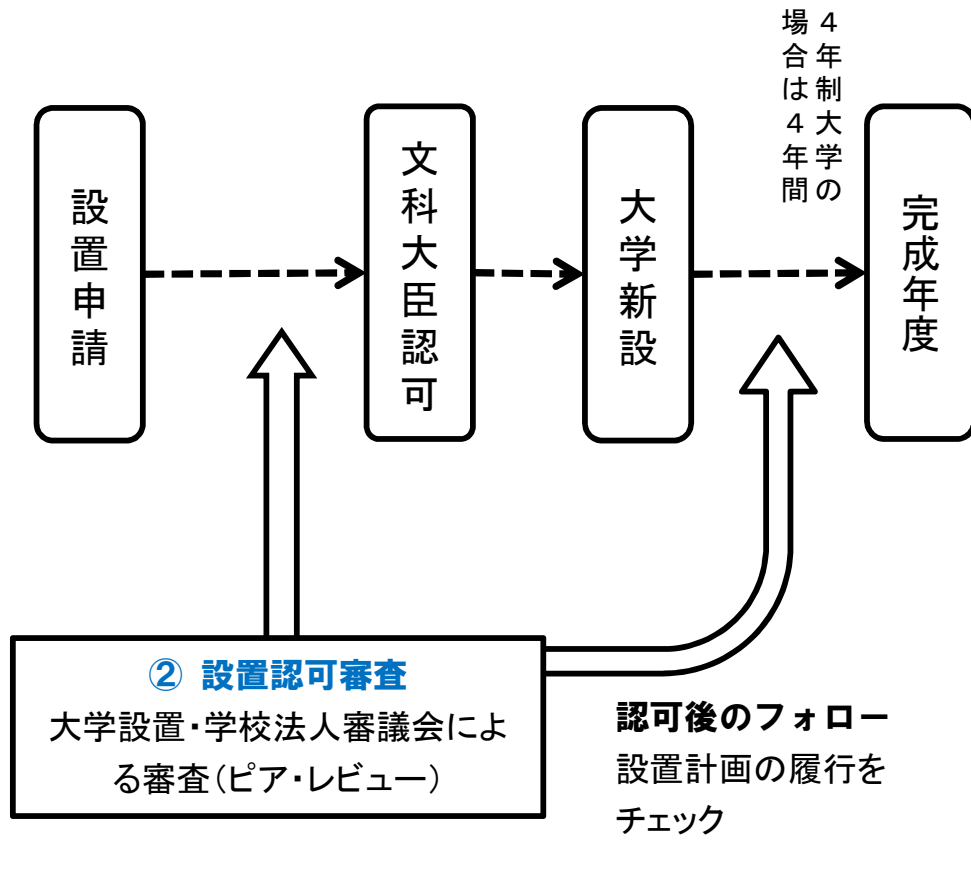 ４年制大学の
場合は４年間
設置申請
文科大臣認可
大学新設
完成年度
② 設置認可審査
大学設置・学校法人審議会によ
る審査（ピア・レビュー）
認可後のフォロー
設置計画の履行を
チェック